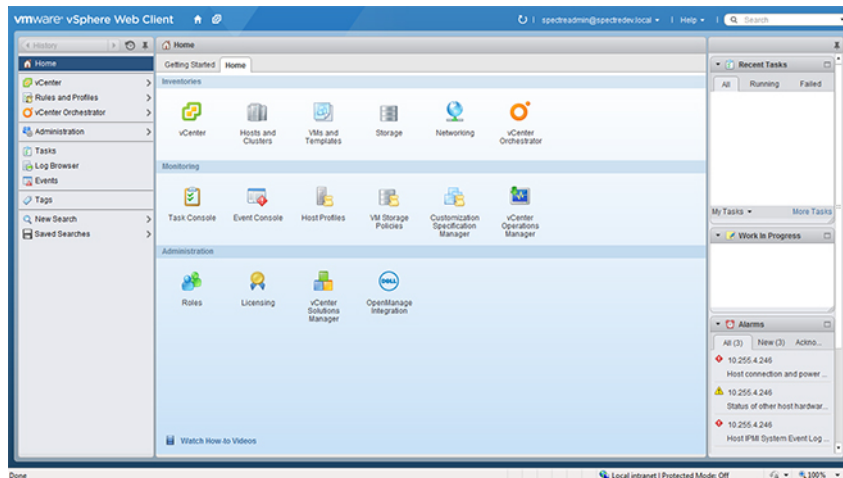 vmware® vSphere Web Client
spectreadmin@spectredev.local
Help
Search
History
Home
vCenter
Rules and Profiles
vCenter Orchestrator
Administration
Tasks
Log Browser
Events
Tags
New Search
Saved Searches
Home
Getting Started Home
Inventories
vCenter
Hosts and
Clusters
VMs and
Templates
Storage
Networking
vCenter
Orchestrator
Monitoring
Task Console
Event Console
Host Profiles
VM Storage
Policies
Customization
Specification
Manager
vCenter
Operations
Manager
Administration
Roles
Licensing
vCenter
Solutions
Manager
DELL
OpenManage
Integration
Watch How-to Videos
Recent Tasks
All Running Failed
My Tasks More Tasks
Work In Progress
Alarms
All (3) New (3) Ackno...
10.255.4.246
Host connection and power ...
10.255.4.246
Status of other host hardwar...
10.255.4.246
Host IPMI System Event Log ...
Done
Local intranet | Protected Mode: Off
100%